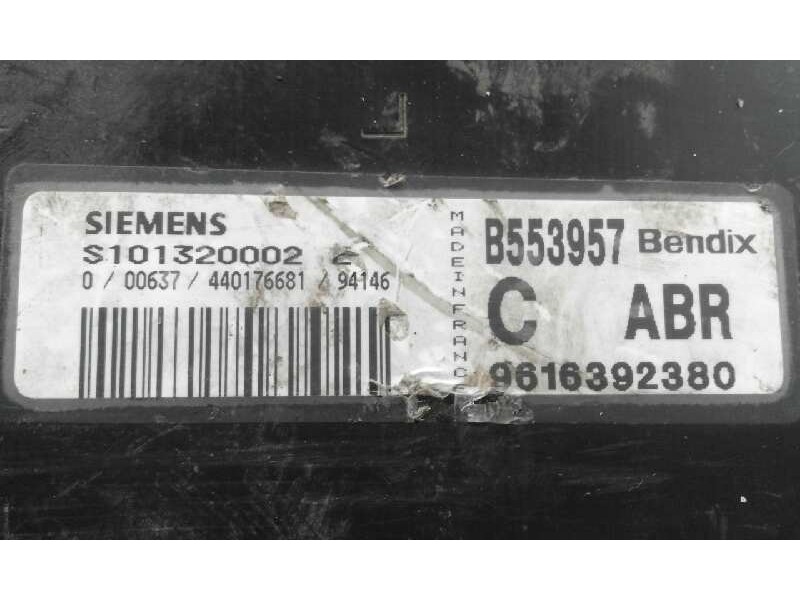 SIEMENS
S101320002
0 / 00637 / 440176681 / 94146
MADE IN FRANCE
B553957 Bendix
C ABR
9616392380